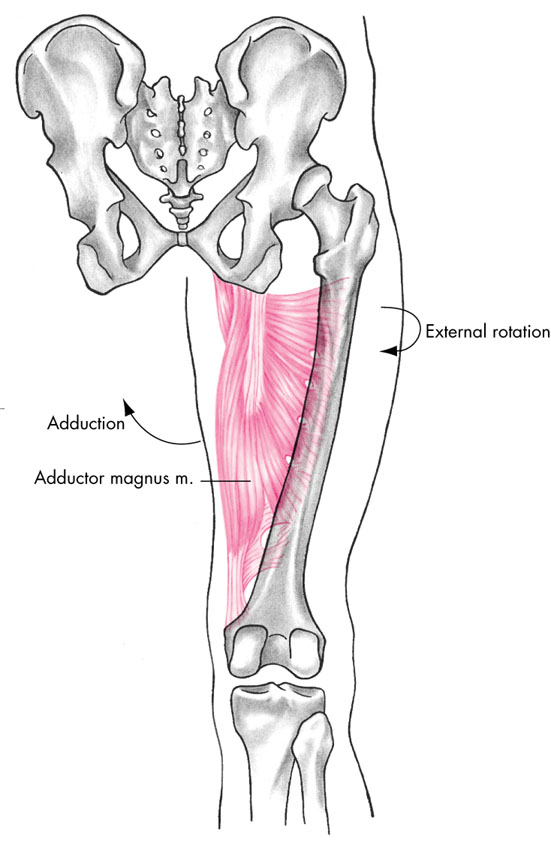 External rotation
Adduction
Adductor magnus m.